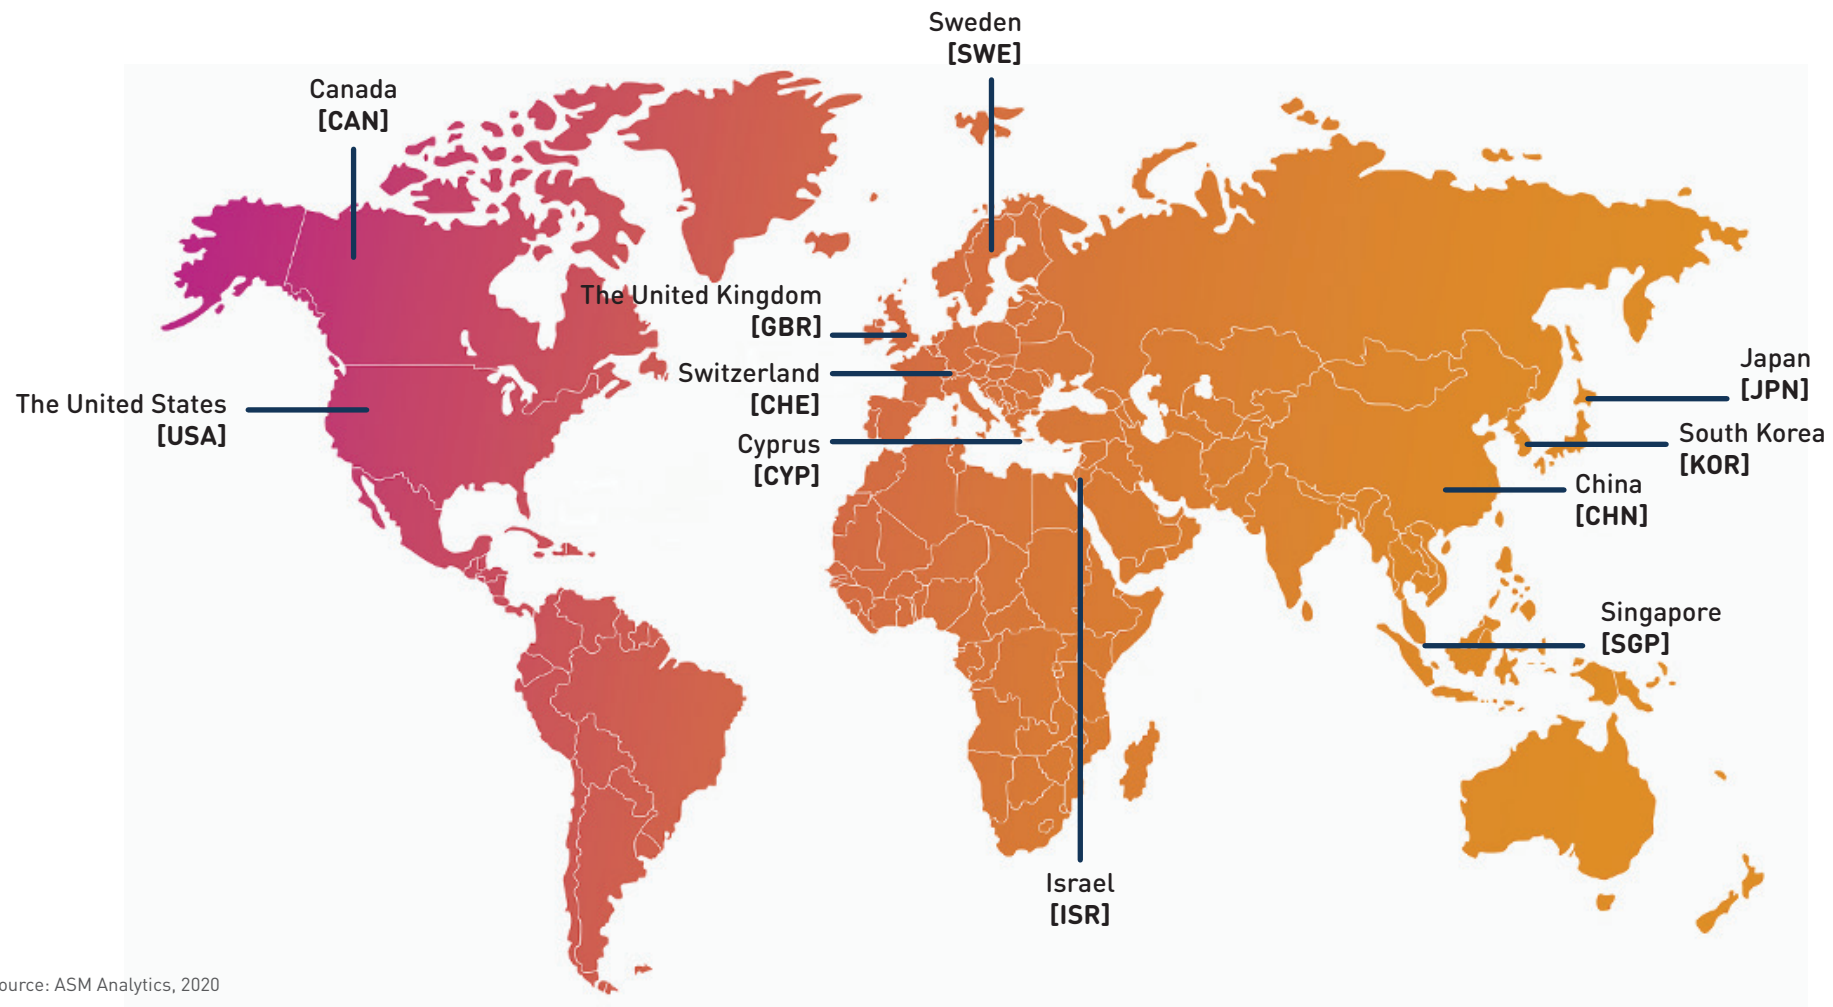 Sweden
[SWE]
Canada
[CAN]
The United Kingdom
[GBR]
Switzerland
[CHE]
Japan
[JPN]
The United States
[USA]
Cyprus
[CYP]
South Korea
[KOR]
China
[CHN]
Singapore
[SGP]
Israel
[ISR]
ource: ASM Analytics, 2020